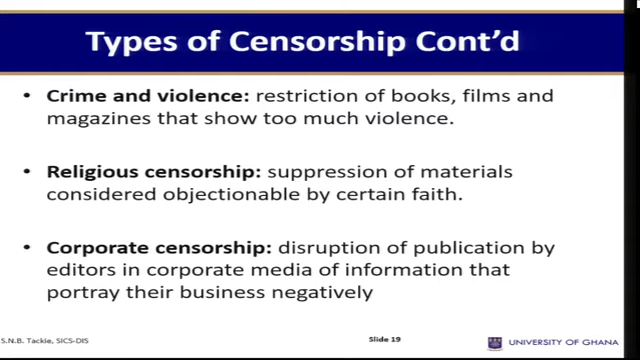 Types of Censorship Cont'd
• Crime and violence: restriction of books, films and
magazines that show too much violence.
• Religious censorship: suppression of materials
considered objectionable by certain faith.
• Corporate censorship: disruption of publication by
editors in corporate media of information that
portray their business negatively
S.N.B. Tackie, SICS-DIS
Slide 19
UNIVERSITY OF GHANA